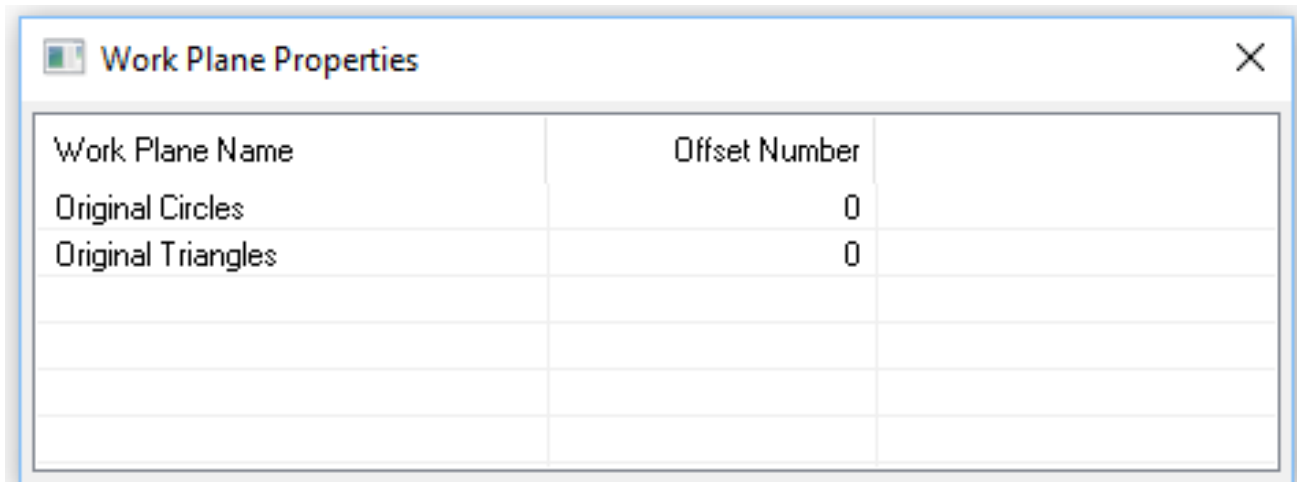 Work Plane Properties
Work Plane Name Offset Number
Original Circles 0
Original Triangles 0